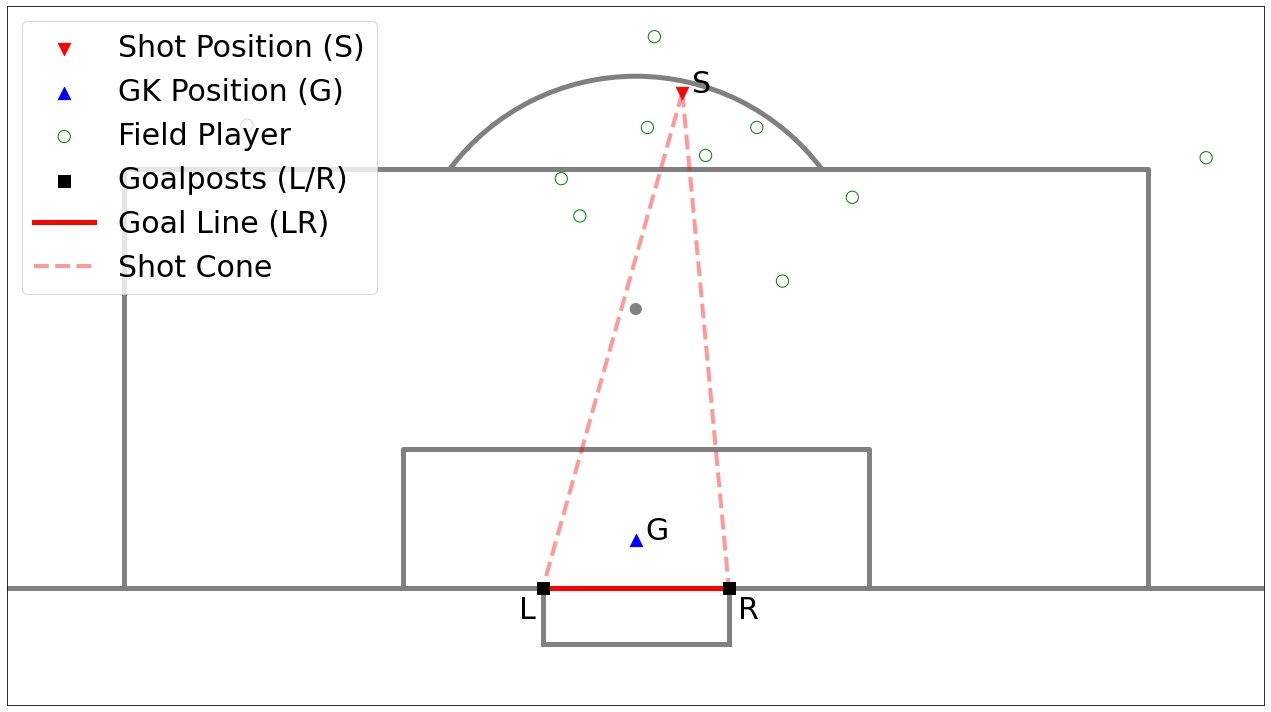 Shot Position (S)
GK Position (G)
Field Player
Goalposts (L/R)
Goal Line (LR)
Shot Cone
S
G
L
R